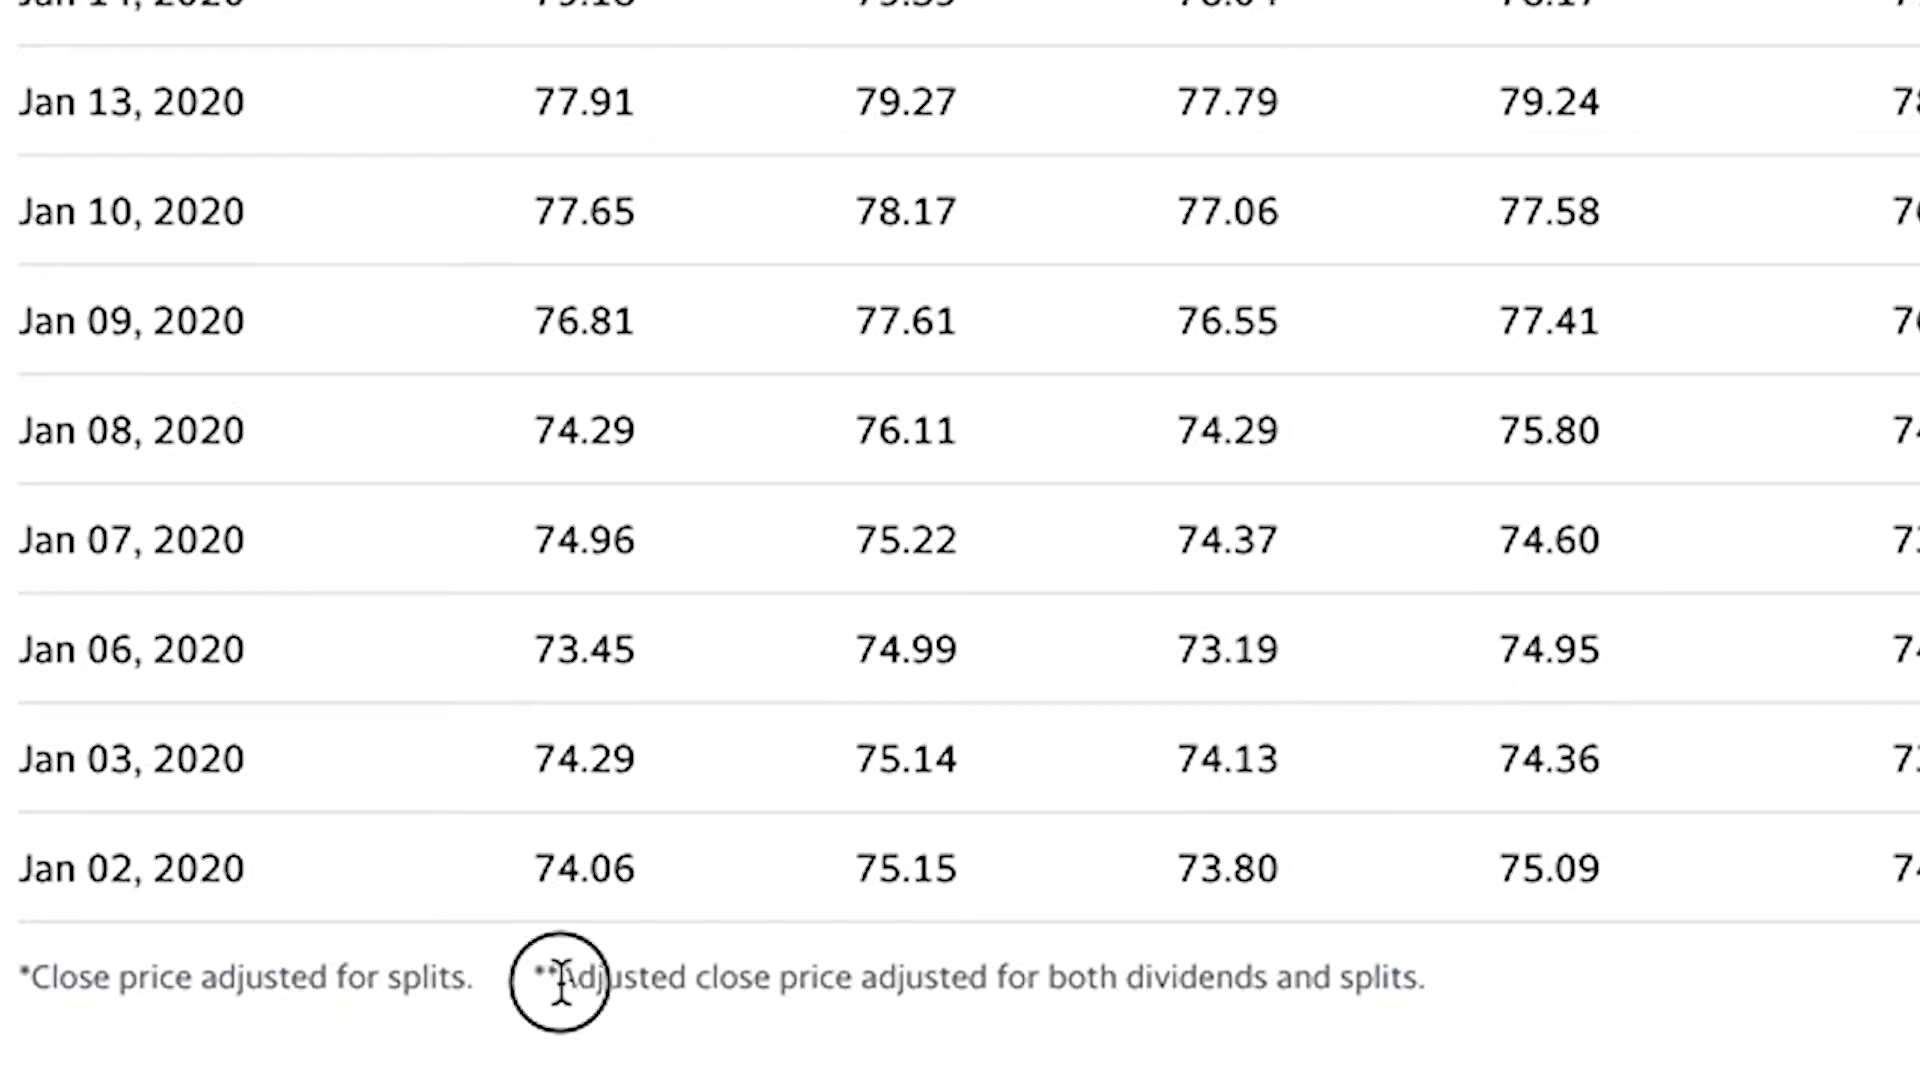 Jan 13, 2020 77.91 79.27 77.79 79.24
Jan 10, 2020 77.65 78.17 77.06 77.58
Jan 09, 2020 76.81 77.61 76.55 77.41
Jan 08, 2020 74.29 76.11 74.29 75.80
Jan 07, 2020 74.96 75.22 74.37 74.60
Jan 06, 2020 73.45 74.99 73.19 74.95
Jan 03, 2020 74.29 75.14 74.13 74.36
Jan 02, 2020 74.06 75.15 73.80 75.09
*Close price adjusted for splits. **Adjusted close price adjusted for both dividends and splits.